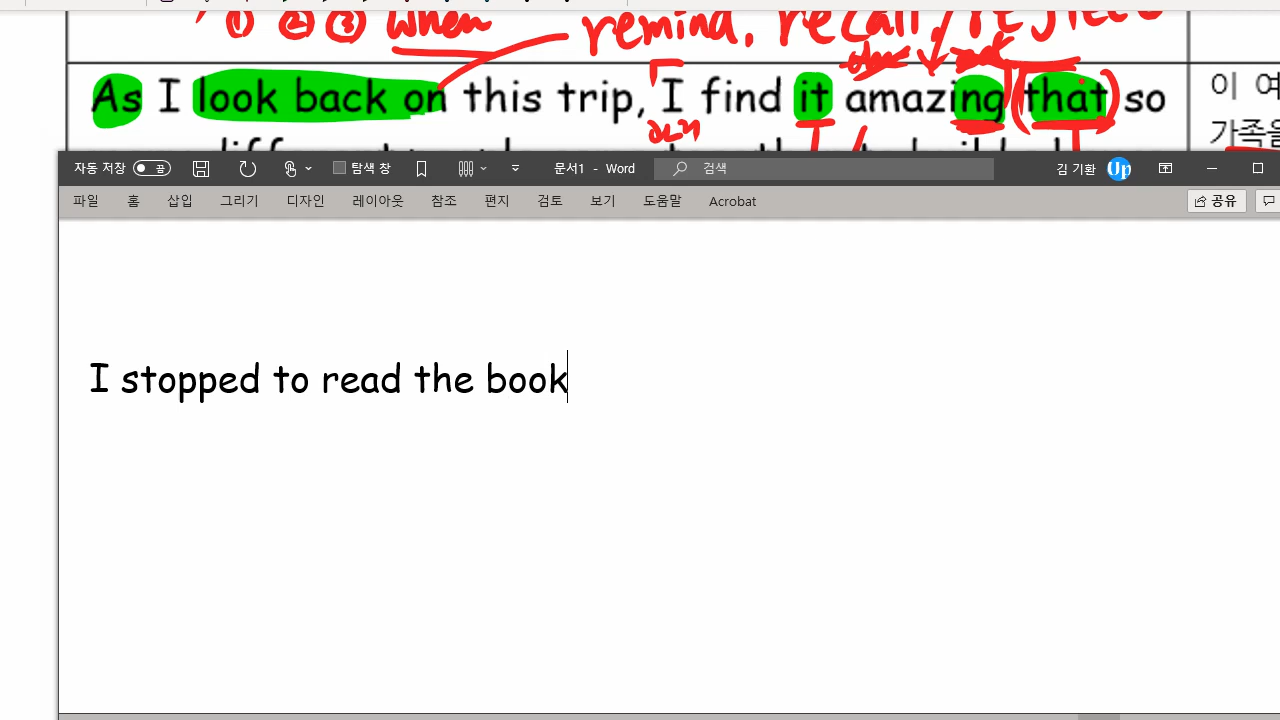 ① ② ③ when remind, recall, reflect
As I look back on this trip, I find it amazing that so
이 여
가족을
자동 저장 끔 탐색 창 문서1 - Word 검색 김 기환 Up
파일 홈 삽입 그리기 디자인 레이아웃 참조 편지 검토 보기 도움말 Acrobat 공유
I stopped to read the book